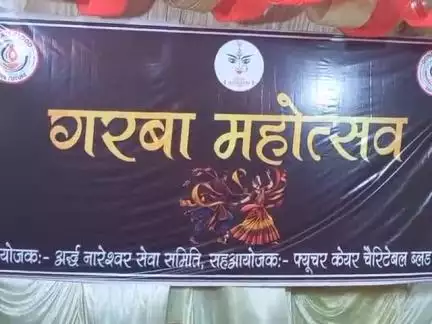 गरबा महोत्सव
योजक:- अर्द्ध नारेश्वर सेवा समिति, सहआयोजक:- फ्यूचर केयर चैरिटेबल ब्लड